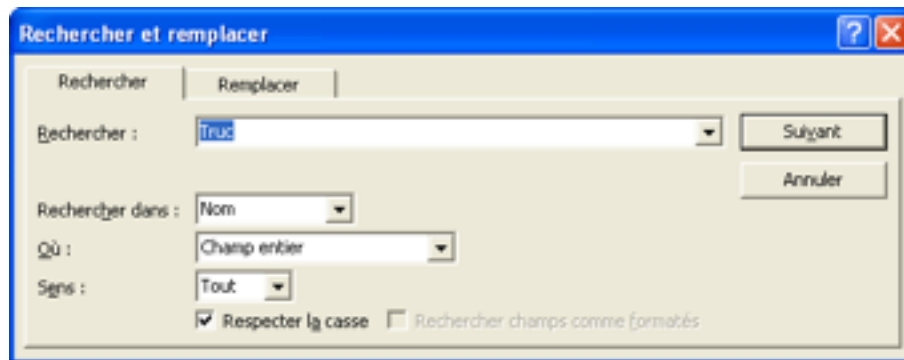 Rechercher et remplacer
Rechercher Remplacer
Rechercher : Truc Suivant
Annuler
Rechercher dans : Nom
Où : Champ entier
Sens : Tout
Respecter la casse Rechercher champs comme formatés